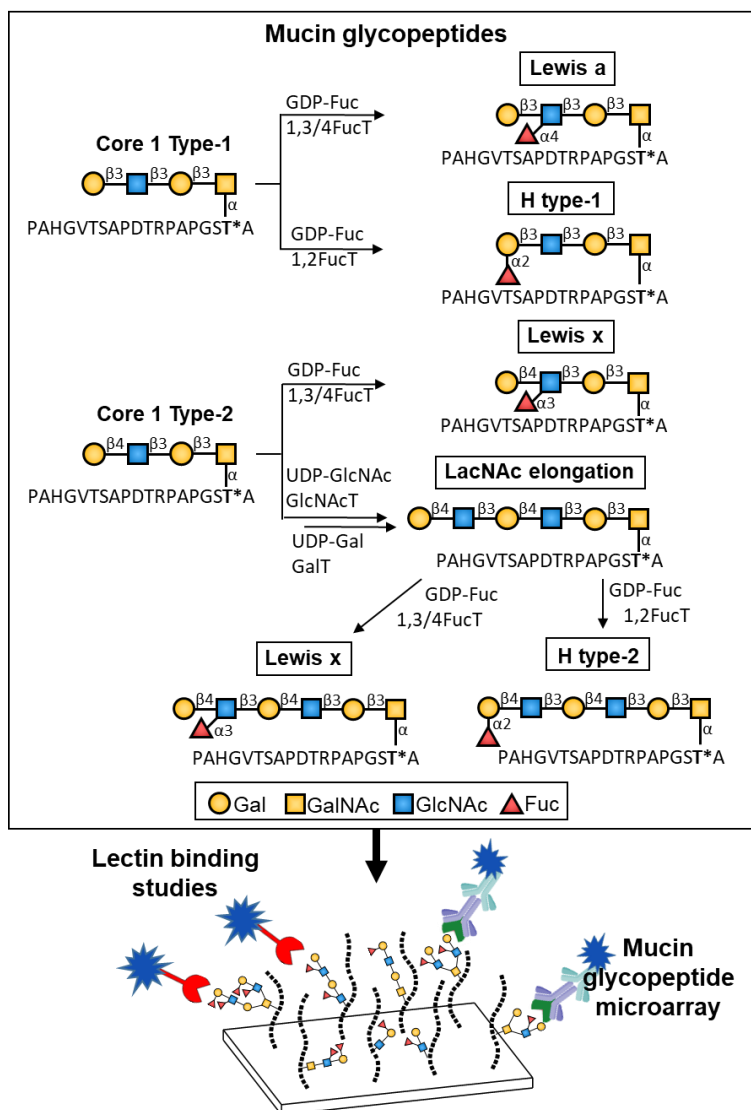 Mucin glycopeptides
Lewis a
GDP-Fuc
1,3/4FucT
β3 β3 β3
α4
α
PAHGVTSAPDTRPAPGST*A
Core 1 Type-1
β3 β3 β3
α
PAHGVTSAPDTRPAPGST*A
H type-1
GDP-Fuc
1,2FucT
β3 β3 β3
α2
α
PAHGVTSAPDTRPAPGST*A
Lewis x
GDP-Fuc
1,3/4FucT
β4 β3 β3
α3
α
PAHGVTSAPDTRPAPGST*A
Core 1 Type-2
β4 β3 β3
α
PAHGVTSAPDTRPAPGST*A
UDP-GlcNAc
GlcNAcT
UDP-Gal
GalT
LacNAc elongation
β4 β3 β4 β3 β3
α
PAHGVTSAPDTRPAPGST*A
GDP-Fuc
1,3/4FucT
GDP-Fuc
1,2FucT
Lewis x
β4 β3 β4 β3 β3
α3
α
PAHGVTSAPDTRPAPGST*A
H type-2
β4 β3 β4 β3 β3
α2
α
PAHGVTSAPDTRPAPGST*A
Gal GalNAc GlcNAc Fuc
Lectin binding
studies
Mucin
glycopeptide
microarray